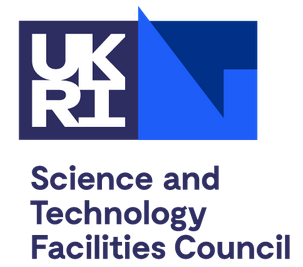 UK
RI
Science and
Technology
Facilities Council